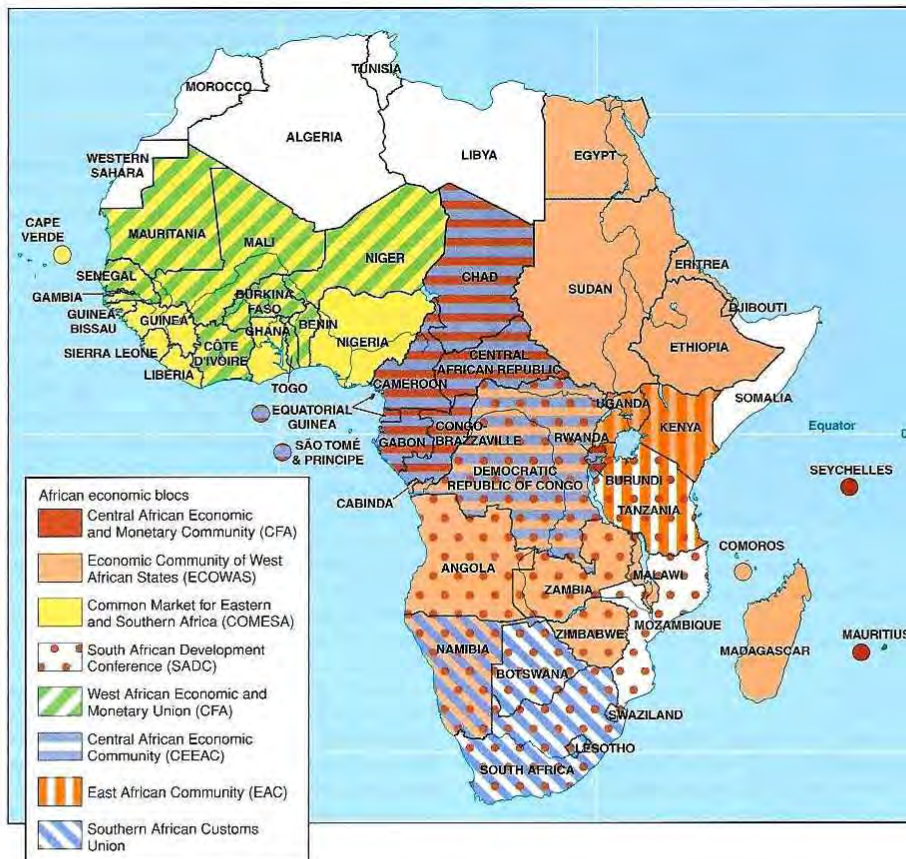 TUNISIA
MOROCCO
ALGERIA
LIBYA
EGYPT
WESTERN
SAHARA
CAPE
VERDE
MAURITANIA
MALI
NIGER
CHAD
SUDAN
ERITREA
DJIBOUTI
SENEGAL
GAMBIA
GUINEA
BISSAU
GUINEA
BURKINA
FASO
GHANA
BENIN
NIGERIA
CÔTE
D'IVOIRE
SIERRA LEONE
LIBERIA
TOGO
ETHIOPIA
SOMALIA
CENTRAL
AFRICAN REPUBLIC
CAMEROON
EQUATORIAL
GUINEA
SÃO TOMÉ
& PRINCIPE
GABON
CONGO-
BRAZZAVILLE
UGANDA
KENYA
RWANDA
DEMOCRATIC
REPUBLIC OF CONGO
BURUNDI
TANZANIA
Equator
0
SEYCHELLES
CABINDA
ANGOLA
ZAMBIA
MALAWI
COMOROS
MOZAMBIQUE
ZIMBABWE
MADAGASCAR
MAURITIUS
NAMIBIA
BOTSWANA
SWAZILAND
LESOTHO
SOUTH AFRICA
African economic blocs
Central African Economic
and Monetary Community (CFA)
Economic Community of West
African States (ECOWAS)
Common Market for Eastern
and Southern Africa (COMESA)
South African Development
Conference (SADC)
West African Economic and
Monetary Union (CFA)
Central African Economic
Community (CEEAC)
East African Community (EAC)
Southern African Customs
Union